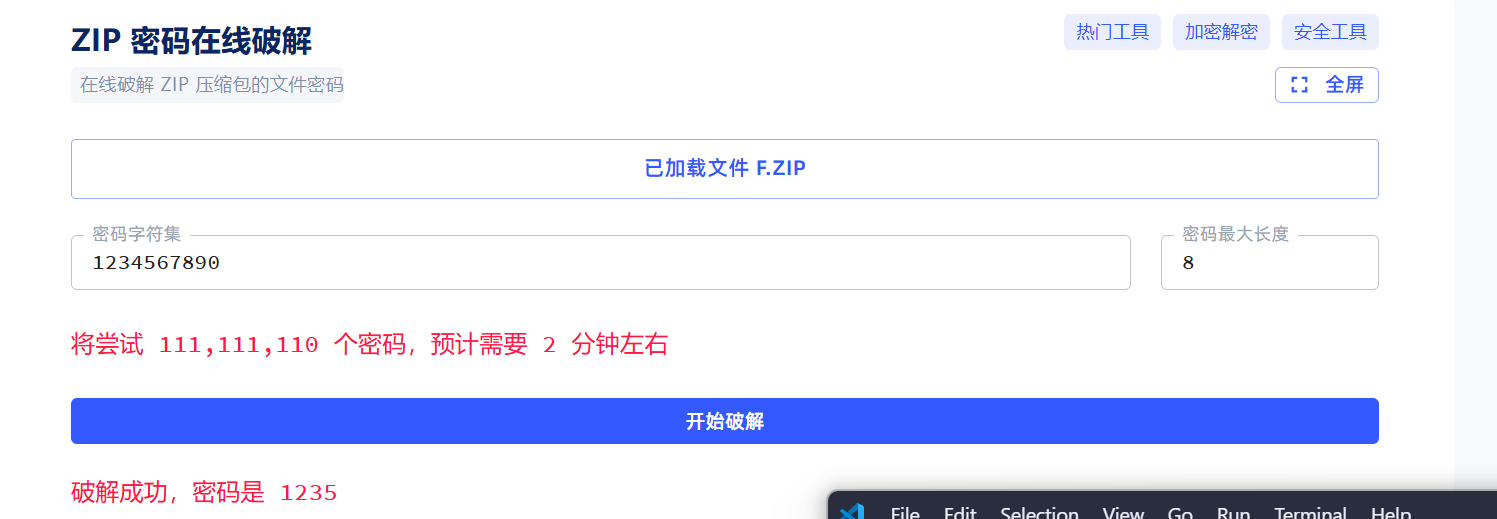 ZIP 密码在线破解
热门工具 加密解密 安全工具
在线破解 ZIP 压缩包的文件密码
全屏
已加载文件 F.ZIP
密码字符集
1234567890
密码最大长度
8
将尝试 111,111,110 个密码，预计需要 2 分钟左右
开始破解
破解成功，密码是 1235
File Edit Selection View Go Run Terminal Help